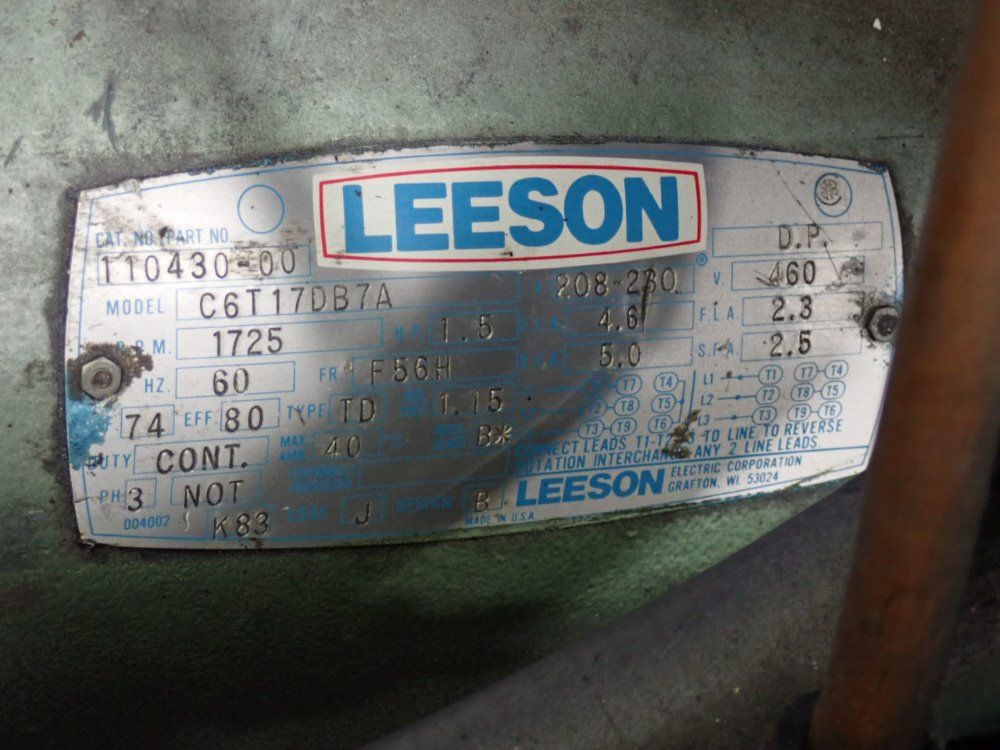 LEESON
CAT. NO. PART NO
110430-00
D.P.
MODEL C6T17DB7A
208-230 V. 460
R.P.M. 1725 H.P. 1.5
4.6 F.L.A. 2.3
HZ. 60 FR F56H
5.0 S.F.A. 2.5
74 EFF. 80 TYPE TD 1.15
DUTY CONT. MAX AMB 40 B*
PH 3 NOT
004002 K83 CODE J DESIGN B
MADE IN U.S.A.
T7 T4
T8 T5
T3 T9 T6
L1 T1 T7 T4
L2 T2 T8 T5
L3 T3 T9 T6
CONNECT LEADS TO LINE TO REVERSE
ROTATION INTERCHANGE ANY 2 LINE LEADS.
LEESON ELECTRIC CORPORATION
GRAFTON, WI. 53024